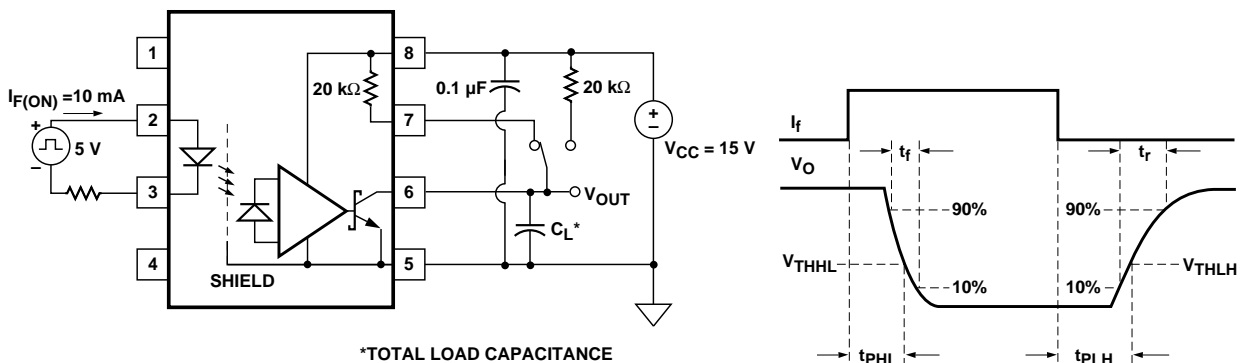 1
8
I_F(ON) =10 mA
20 kΩ
0.1 µF
20 kΩ
+
2
7
+
5 V
−
−
V_CC = 15 V
3
6
V_OUT
C_L*
4
5
SHIELD
*TOTAL LOAD CAPACITANCE
I_f
V_O
t_f
t_r
90%
90%
V_THHL
V_THLH
10%
10%
t_PHL
t_PLH